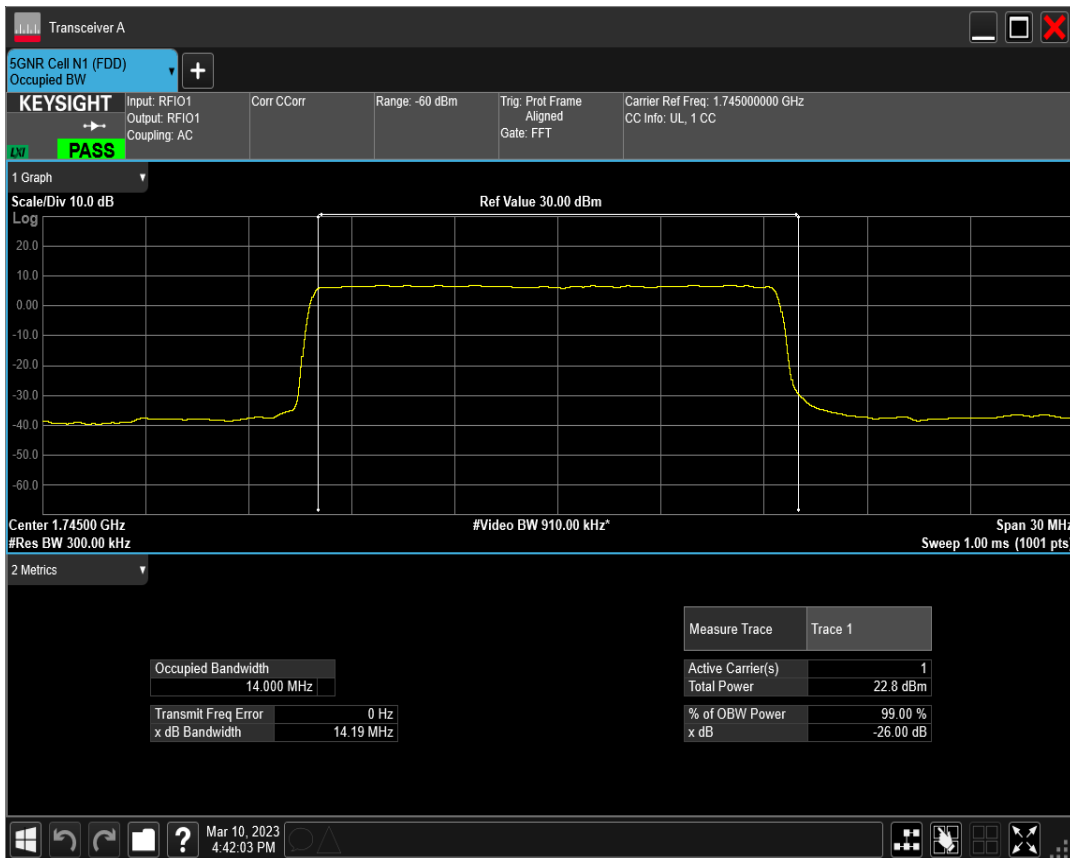 Transceiver A
5GNR Cell N1 (FDD)
Occupied BW
KEYSIGHT
LXI
PASS
Input: RFIO1
Output: RFIO1
Coupling: AC
Corr CCorr
Range: -60 dBm
Trig: Prot Frame
Aligned
Gate: FFT
Carrier Ref Freq: 1.745000000 GHz
CC Info: UL, 1 CC
1 Graph
Scale/Div 10.0 dB
Ref Value 30.00 dBm
Log
20.0
10.0
0.00
-10.0
-20.0
-30.0
-40.0
-50.0
-60.0
Center 1.74500 GHz
#Video BW 910.00 kHz*
Span 30 MHz
#Res BW 300.00 kHz
Sweep 1.00 ms (1001 pts)
2 Metrics
Measure Trace Trace 1
Occupied Bandwidth
14.000 MHz
Active Carrier(s) 1
Total Power 22.8 dBm
Transmit Freq Error 0 Hz
x dB Bandwidth 14.19 MHz
% of OBW Power 99.00 %
x dB -26.00 dB
?
Mar 10, 2023
4:42:03 PM